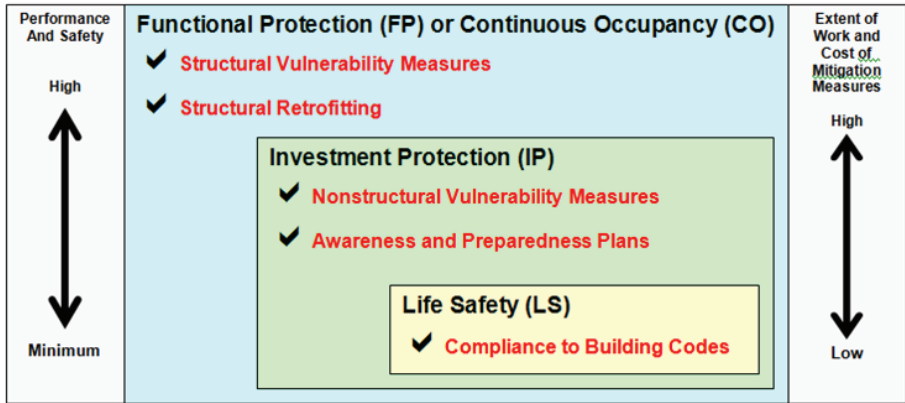 Performance
And Safety
High
Minimum
Functional Protection (FP) or Continuous Occupancy (CO)
Structural Vulnerability Measures
Structural Retrofitting
Investment Protection (IP)
Nonstructural Vulnerability Measures
Awareness and Preparedness Plans
Life Safety (LS)
Compliance to Building Codes
Extent of
Work and
Cost of
Mitigation
Measures
High
Low